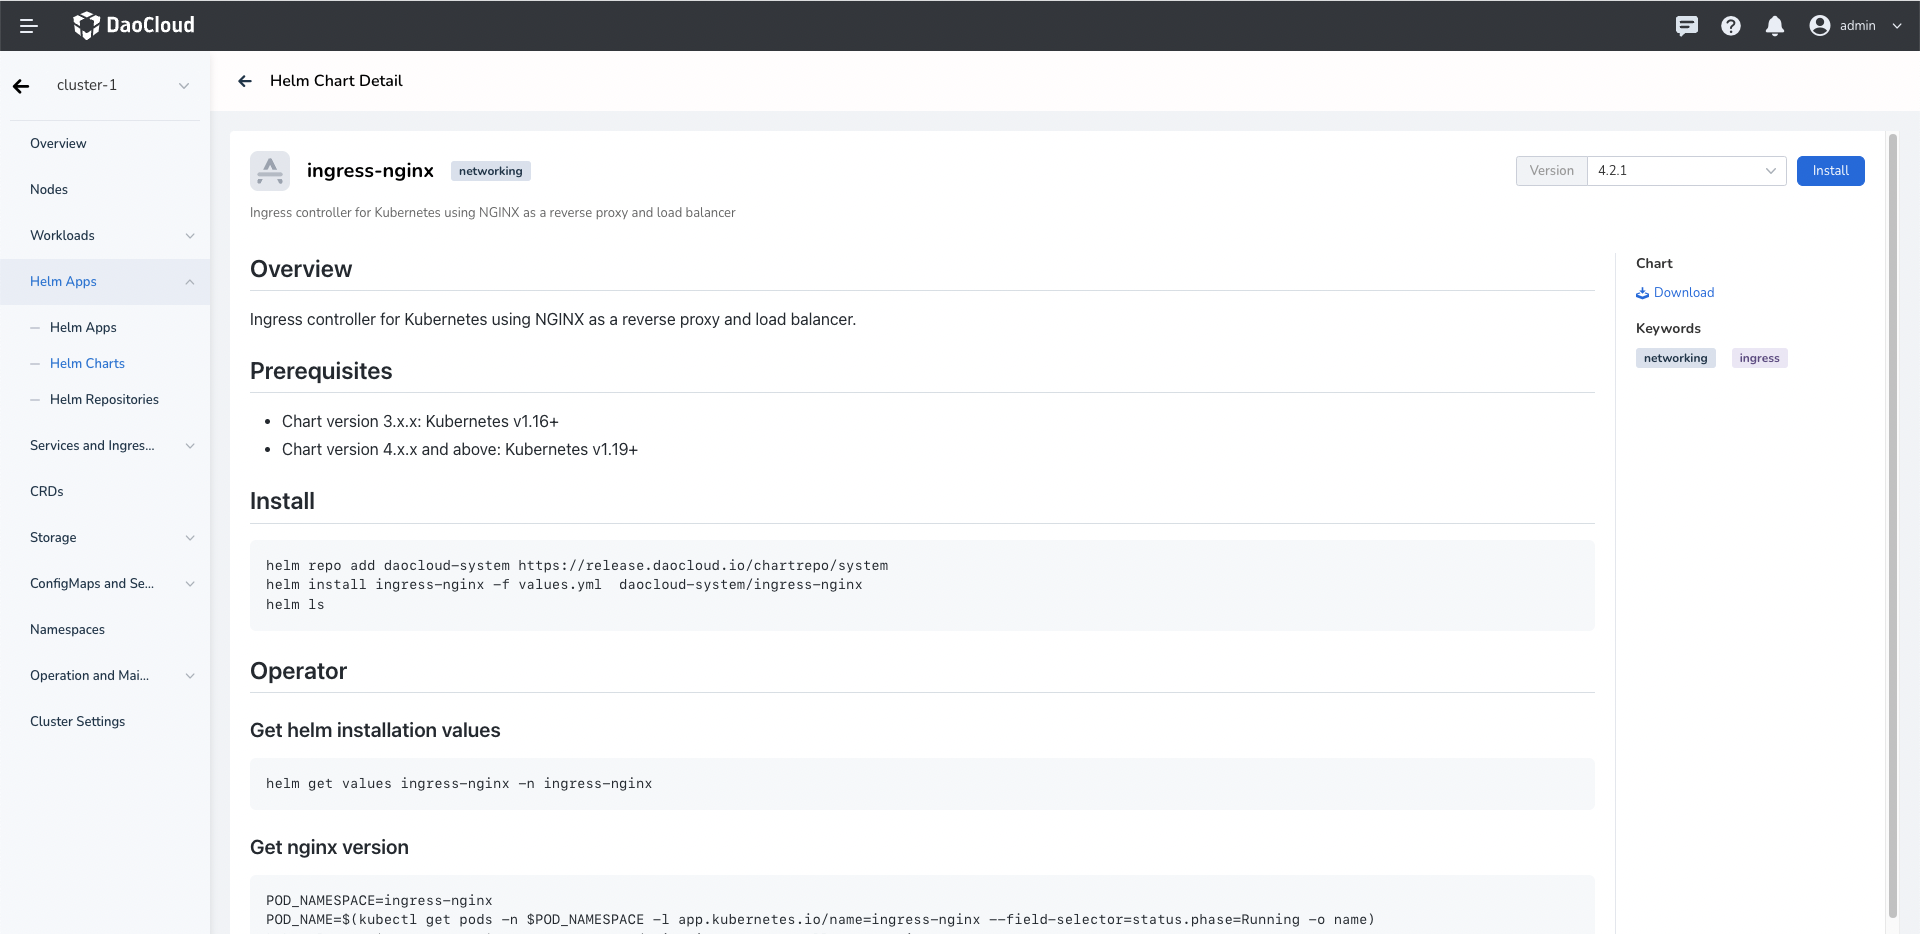 DaoCloud
admin
cluster-1
Overview
Nodes
Workloads
Helm Apps
Helm Apps
Helm Charts
Helm Repositories
Services and Ingres...
CRDs
Storage
ConfigMaps and Se...
Namespaces
Operation and Mai...
Cluster Settings
Helm Chart Detail
ingress-nginx networking
Version 4.2.1 Install
Ingress controller for Kubernetes using NGINX as a reverse proxy and load balancer
Overview
Ingress controller for Kubernetes using NGINX as a reverse proxy and load balancer.
Prerequisites
• Chart version 3.x.x: Kubernetes v1.16+
• Chart version 4.x.x and above: Kubernetes v1.19+
Install
helm repo add daocloud-system https://release.daocloud.io/chartrepo/system
helm install ingress-nginx -f values.yml  daocloud-system/ingress-nginx
helm ls
Operator
Get helm installation values
helm get values ingress-nginx -n ingress-nginx
Get nginx version
POD_NAMESPACE=ingress-nginx
POD_NAME=$(kubectl get pods -n $POD_NAMESPACE -l app.kubernetes.io/name=ingress-nginx --field-selector=status.phase=Running -o name)
Chart
Download
Keywords
networking ingress